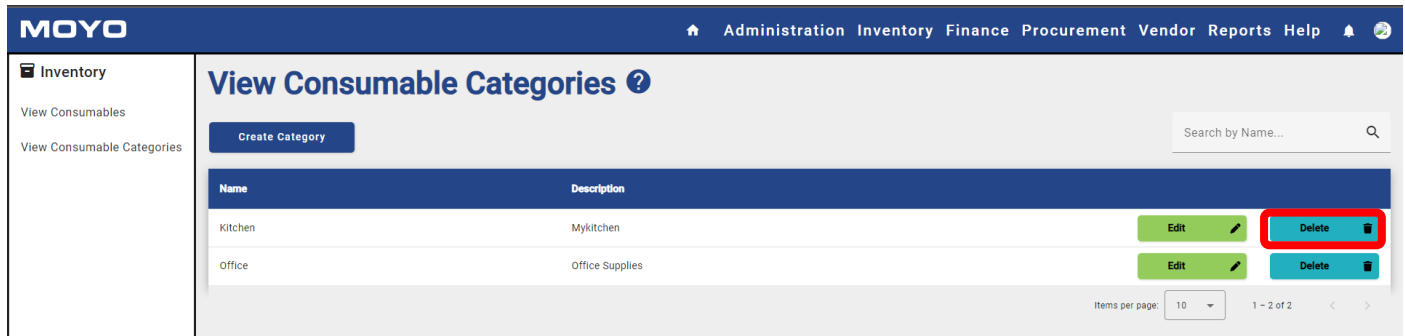 MOYO
Administration Inventory Finance Procurement Vendor Reports Help
Inventory
View Consumables
View Consumable Categories
View Consumable Categories ?
Create Category
Search by Name...
Name Description
Kitchen Mykitchen Edit Delete
Office Office Supplies Edit Delete
Items per page: 10 1 – 2 of 2